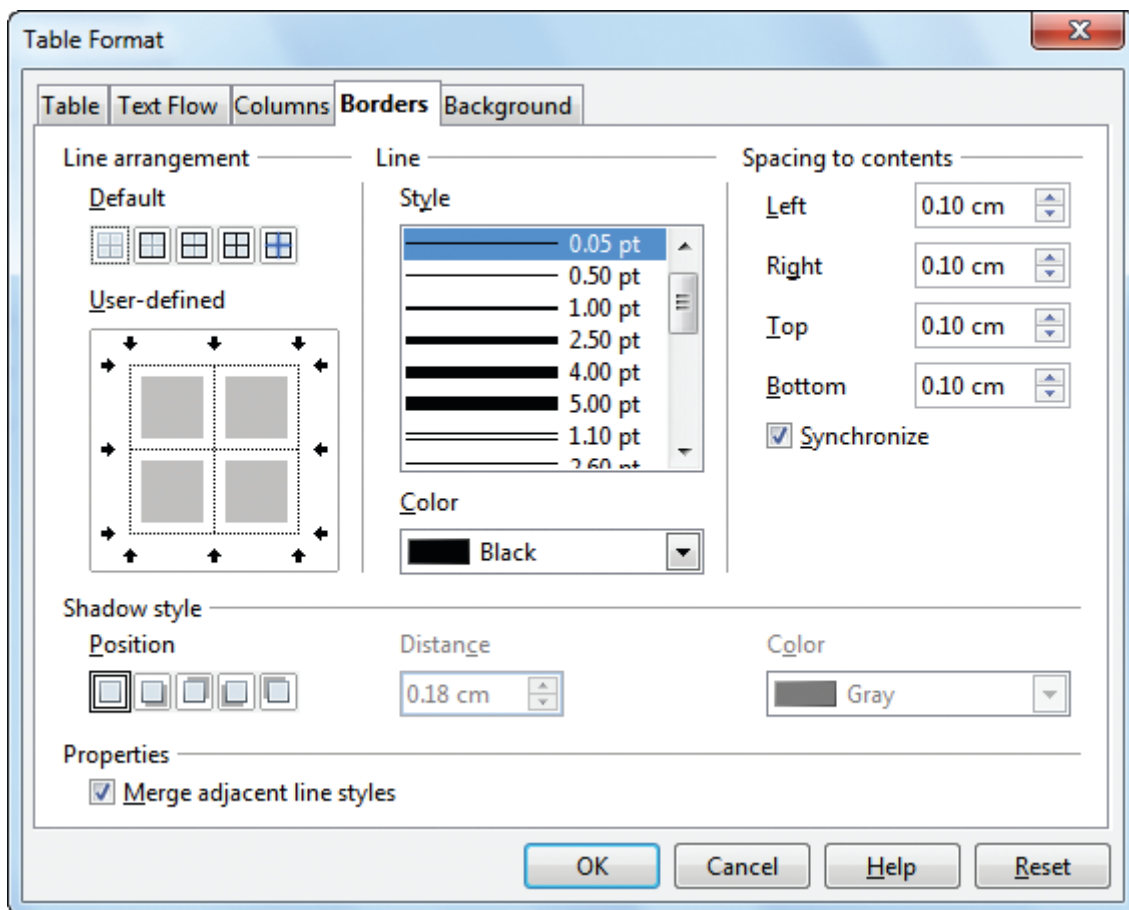 Table Format
Table Text Flow Columns Borders Background
Line arrangement
Default
User-defined
Line
Style
0.05 pt
0.50 pt
1.00 pt
2.50 pt
4.00 pt
5.00 pt
1.10 pt
2.60 pt
Color
Black
Spacing to contents
Left 0.10 cm
Right 0.10 cm
Top 0.10 cm
Bottom 0.10 cm
Synchronize
Shadow style
Position
Distance
0.18 cm
Color
Gray
Properties
Merge adjacent line styles
OK Cancel Help Reset